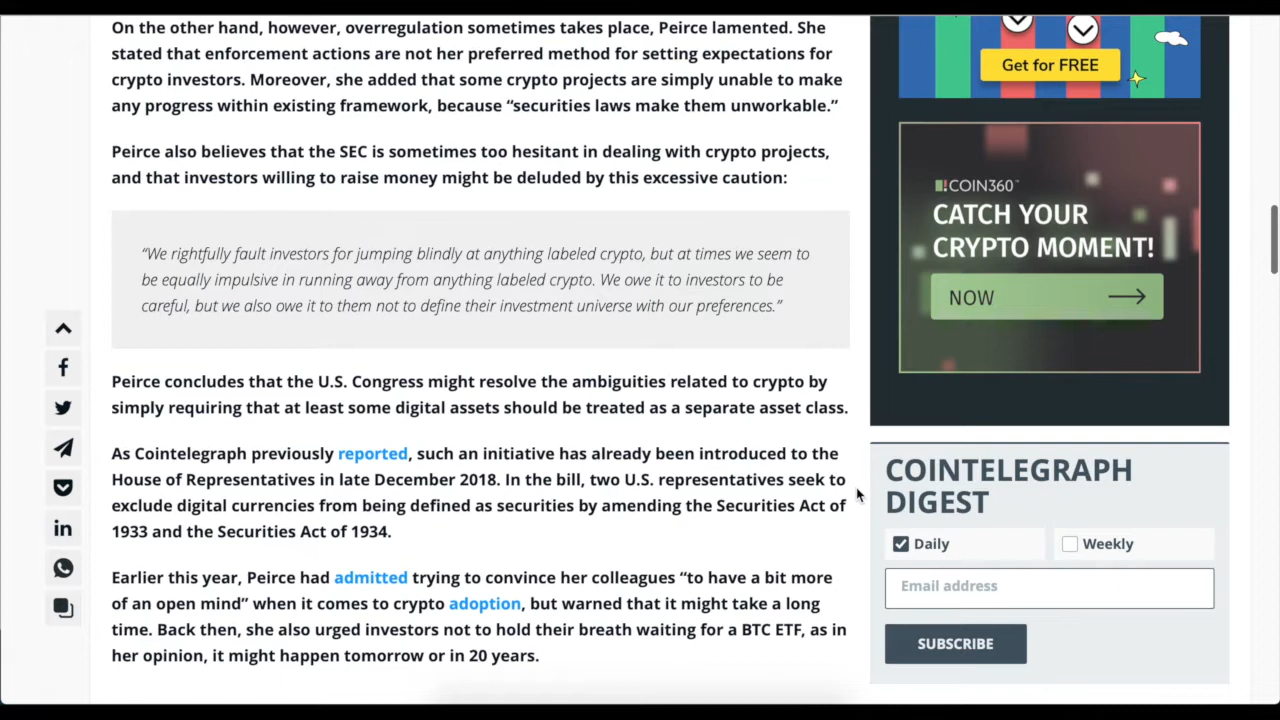 On the other hand, however, overregulation sometimes takes place, Peirce lamented. She
stated that enforcement actions are not her preferred method for setting expectations for
crypto investors. Moreover, she added that some crypto projects are simply unable to make
any progress within existing framework, because “securities laws make them unworkable.”
Peirce also believes that the SEC is sometimes too hesitant in dealing with crypto projects,
and that investors willing to raise money might be deluded by this excessive caution:
“We rightfully fault investors for jumping blindly at anything labeled crypto, but at times we seem to
be equally impulsive in running away from anything labeled crypto. We owe it to investors to be
careful, but we also owe it to them not to define their investment universe with our preferences.”
Peirce concludes that the U.S. Congress might resolve the ambiguities related to crypto by
simply requiring that at least some digital assets should be treated as a separate asset class.
As Cointelegraph previously reported, such an initiative has already been introduced to the
House of Representatives in late December 2018. In the bill, two U.S. representatives seek to
exclude digital currencies from being defined as securities by amending the Securities Act of
1933 and the Securities Act of 1934.
Earlier this year, Peirce had admitted trying to convince her colleagues “to have a bit more
of an open mind” when it comes to crypto adoption, but warned that it might take a long
time. Back then, she also urged investors not to hold their breath waiting for a BTC ETF, as in
her opinion, it might happen tomorrow or in 20 years.
Get for FREE
COIN360™
CATCH YOUR
CRYPTO MOMENT!
NOW
COINTELEGRAPH
DIGEST
Daily
Weekly
Email address
SUBSCRIBE